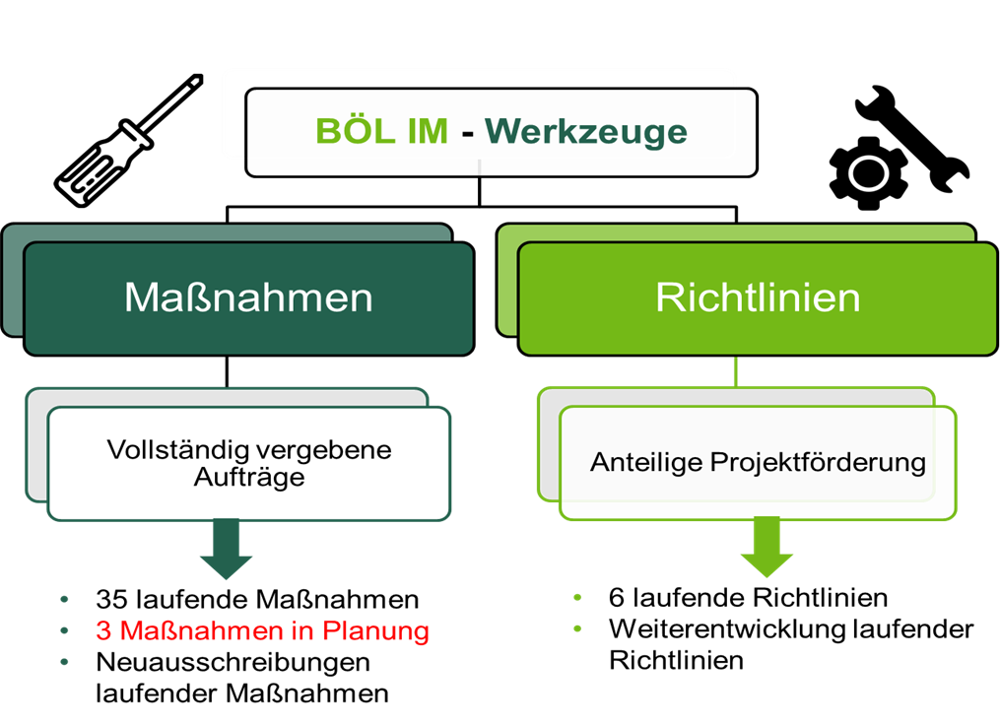 BÖL IM - Werkzeuge
Maßnahmen
Vollständig vergebene
Aufträge
• 35 laufende Maßnahmen
• 3 Maßnahmen in Planung
• Neuausschreibungen
laufender Maßnahmen
Richtlinien
Anteilige Projektförderung
• 6 laufende Richtlinien
• Weiterentwicklung laufender
Richtlinien